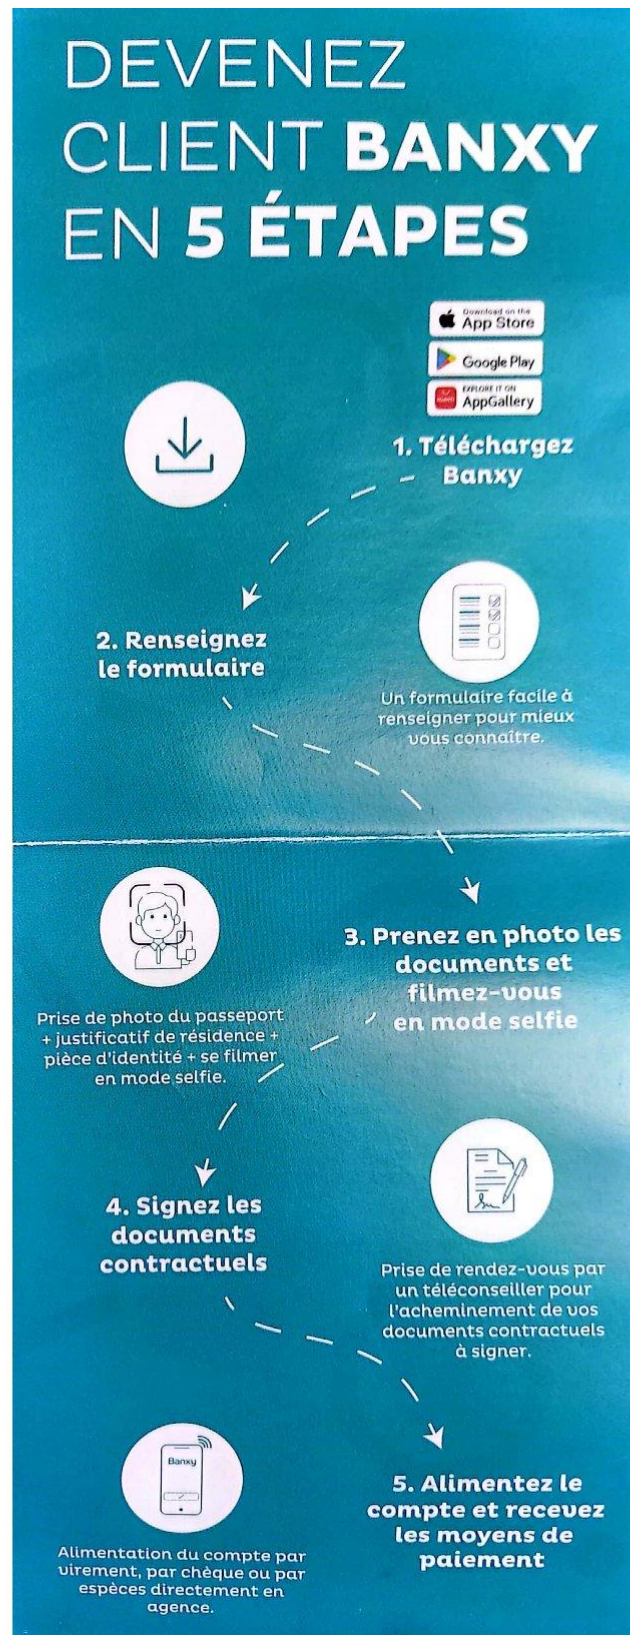 DEVENEZ
CLIENT BANXY
EN 5 ÉTAPES
Download on the
App Store
Google Play
EXPLORE IT ON
AppGallery
1. Téléchargez
Banxy
2. Renseignez
le formulaire
Un formulaire facile à
renseigner pour mieux
vous connaître.
3. Prenez en photo les
documents et
filmez-vous
en mode selfie
Prise de photo du passeport
+ justificatif de résidence +
pièce d'identité + se filmer
en mode selfie.
4. Signez les
documents
contractuels
Prise de rendez-vous par
un téléconseiller pour
l'acheminement de vos
documents contractuels
à signer.
Banxy
5. Alimentez le
compte et recevez
les moyens de
paiement
Alimentation du compte par
virement, par chèque ou par
espèces directement en
agence.